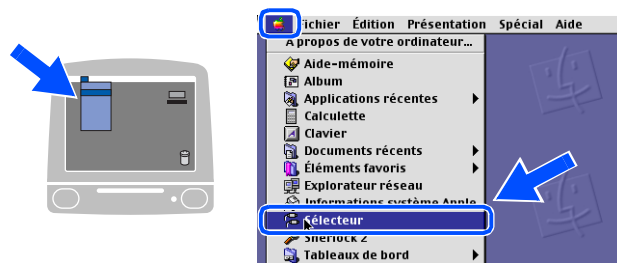 Fichier Édition Présentation Spécial Aide
A propos de votre ordinateur...
Aide-mémoire
Album
Applications récentes
Calculette
Clavier
Documents récents
Éléments favoris
Explorateur réseau
Informations système Apple
Sélecteur
Sherlock 2
Tableaux de bord